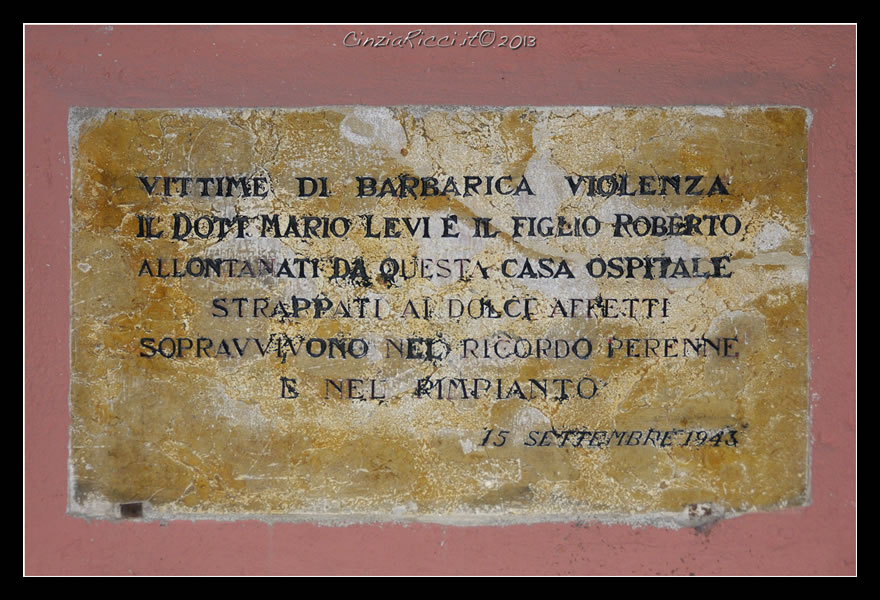 CinziaRicci.it© 2013
VITTIME DI BARBARICA VIOLENZA
IL DOTT MARIO LEVI E IL FIGLIO ROBERTO
ALLONTANATI DA QUESTA CASA OSPITALE
STRAPPATI AI DOLCI AFFETTI
SOPRAVVIVONO NEL RICORDO PERENNE
E NEL RIMPIANTO
15 SETTEMBRE 1943